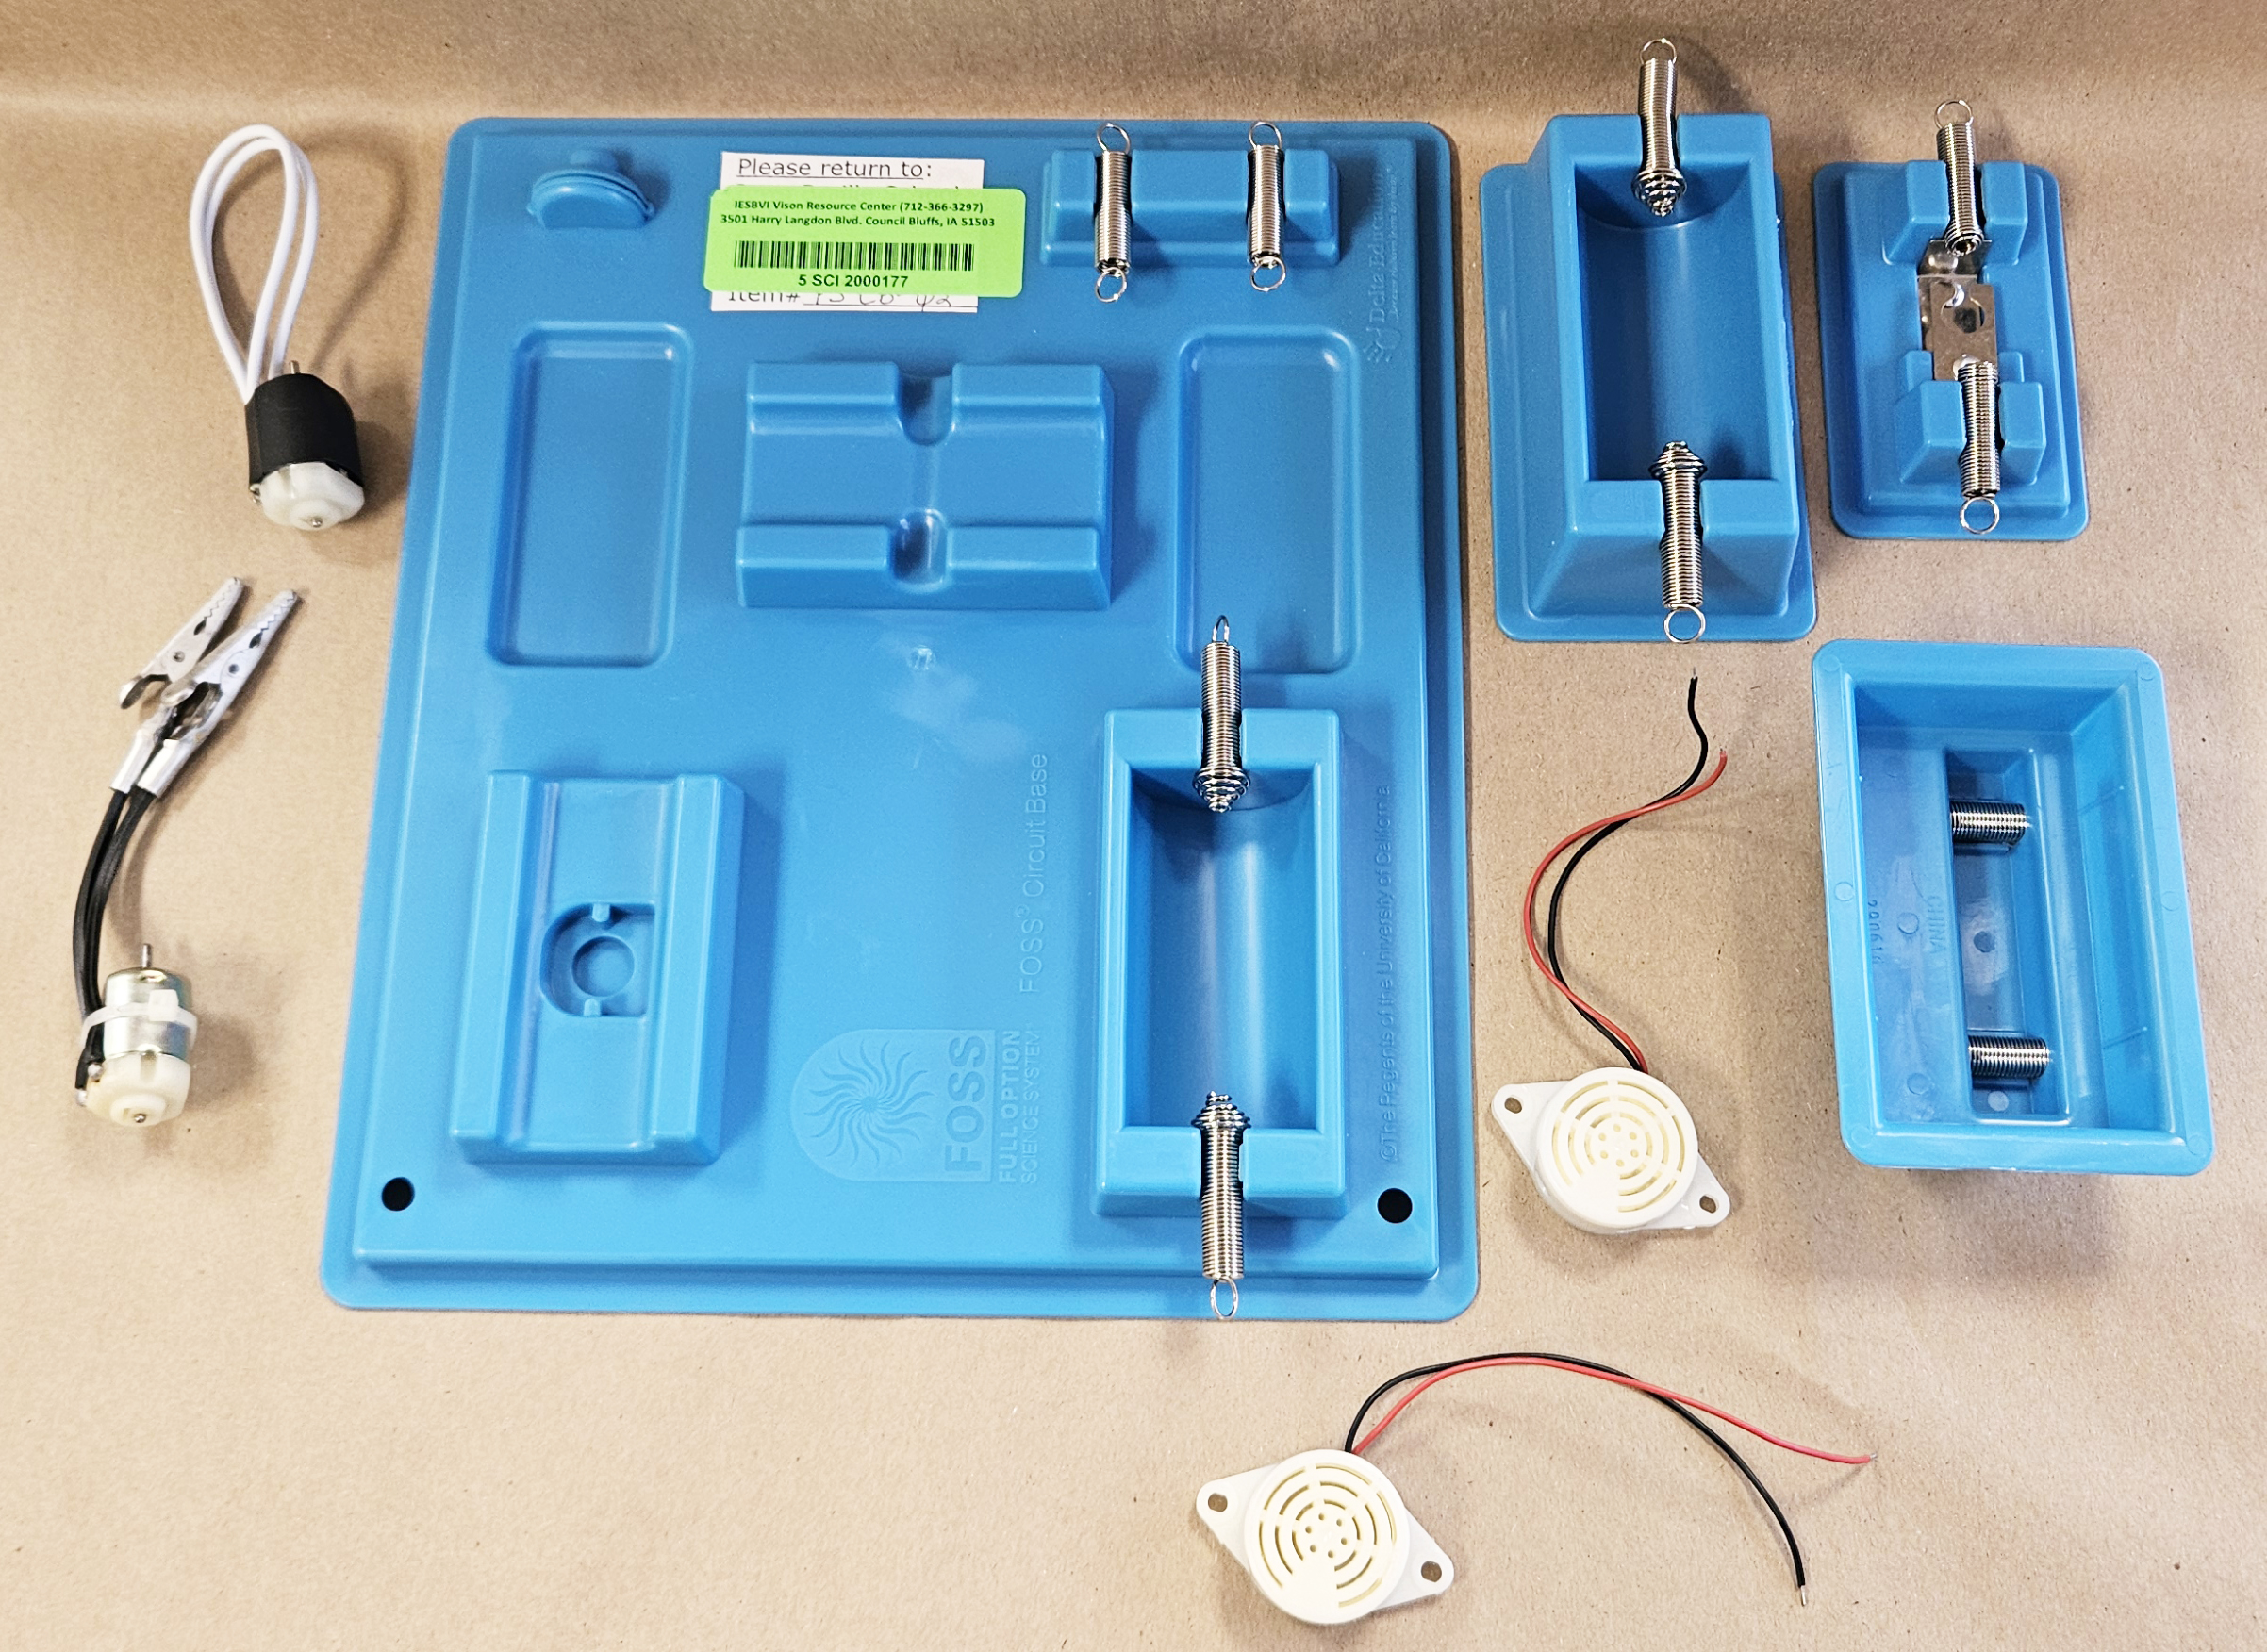 Please return to:
IESBVI Vison Resource Center (712-366-3297)
3501 Harry Langdon Blvd. Council Bluffs, IA 51503
5 SCI 2000177
Item#
Delta Education
FOSS® Circuit Base
FOSS
FULL OPTION
SCIENCE SYSTEM
©The Regents of the University of California
CHINA